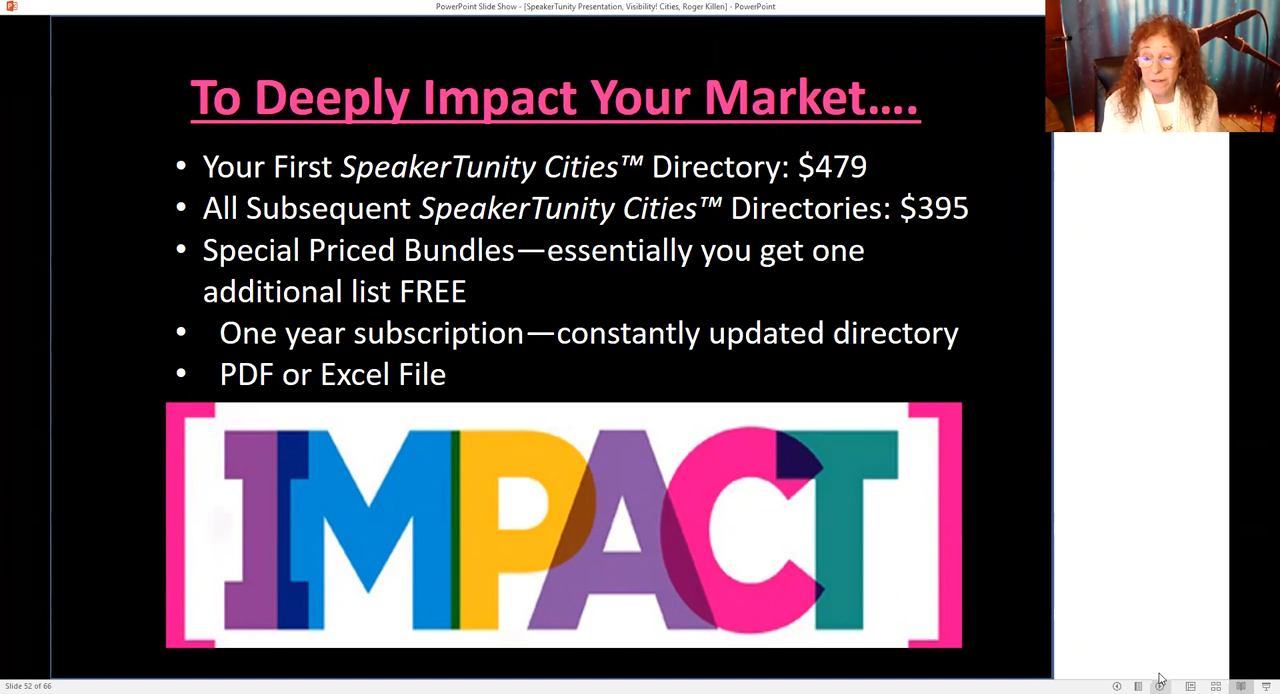 PowerPoint Slide Show - [SpeakerTunity Presentation, Visibility! Cities, Roger Killen] - PowerPoint
To Deeply Impact Your Market….
• Your First SpeakerTunity Cities™ Directory: $479
• All Subsequent SpeakerTunity Cities™ Directories: $395
• Special Priced Bundles—essentially you get one
additional list FREE
• One year subscription—constantly updated directory
• PDF or Excel File
[IMPACT]
Slide 52 of 66